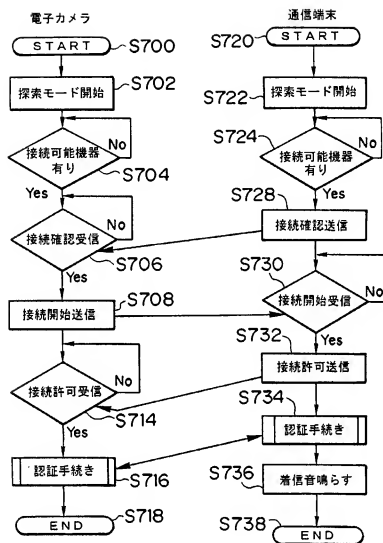 電子カメラ
START
S700
S702
探索モード開始
No
接続可能機器
有り
S704
Yes
No
接続確認受信
S706
Yes
S708
接続開始送信
No
接続許可受信
S714
Yes
認証手続き
S716
END
S718
通信端末
S720
START
S722
探索モード開始
S724
No
接続可能機器
有り
S728
Yes
接続確認送信
S730
接続開始受信
No
S732
Yes
接続許可送信
S734
認証手続き
S736
着信音鳴らす
END
S738